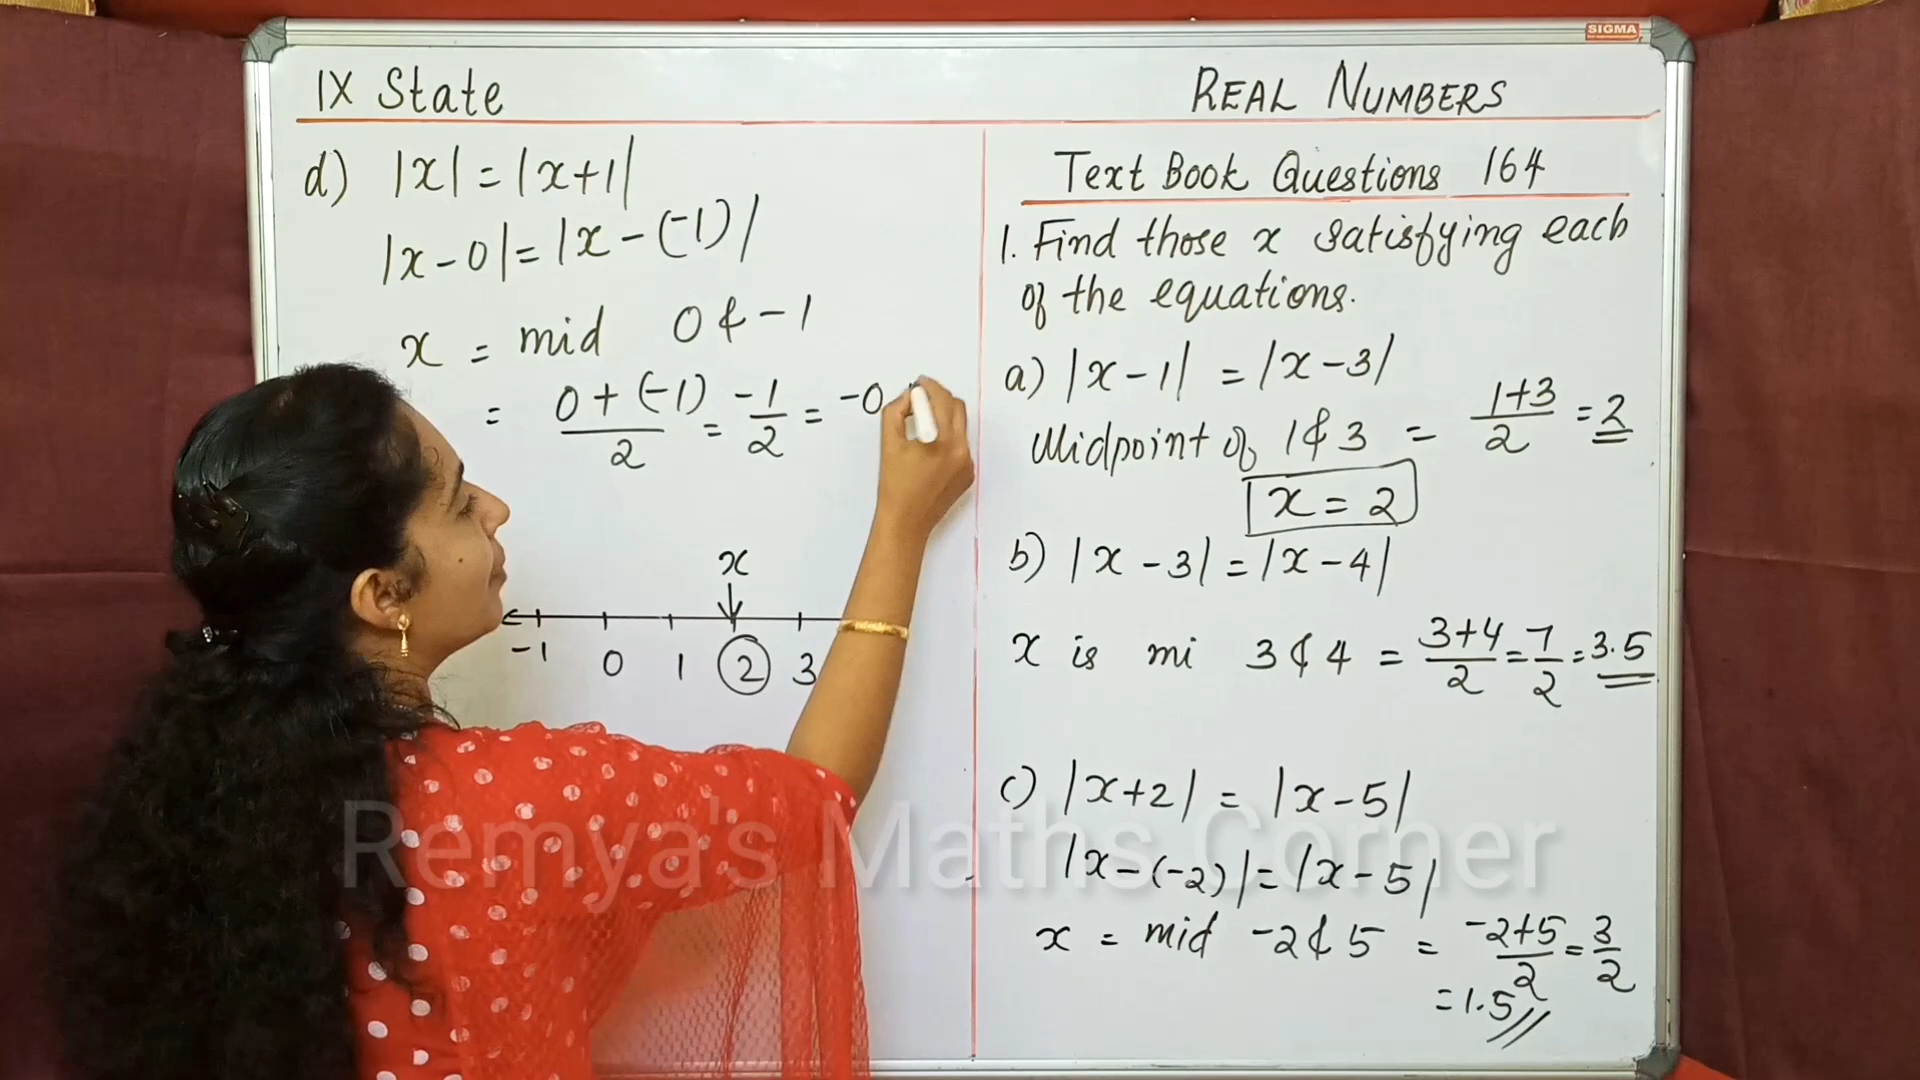 SIGMA
IX State
REAL NUMBERS
d) |x| = |x+1|
|x-0| = |x-(-1)|
x = mid 0 & -1
= 0+(-1)/2 = -1/2 = -0
x
-1 0 1 2 3
Text Book Questions 164
1. Find those x satisfying each
of the equations.
a) |x-1| = |x-3|
Midpoint of 1 & 3 = 1+3/2 = 2
x = 2
b) |x-3| = |x-4|
x is mi 3 & 4 = 3+4/2 = 7/2 = 3.5
c) |x+2| = |x-5|
|x-(-2)| = |x-5|
x = mid -2 & 5 = -2+5/2 = 3/2
= 1.5
Remya's Maths Corner